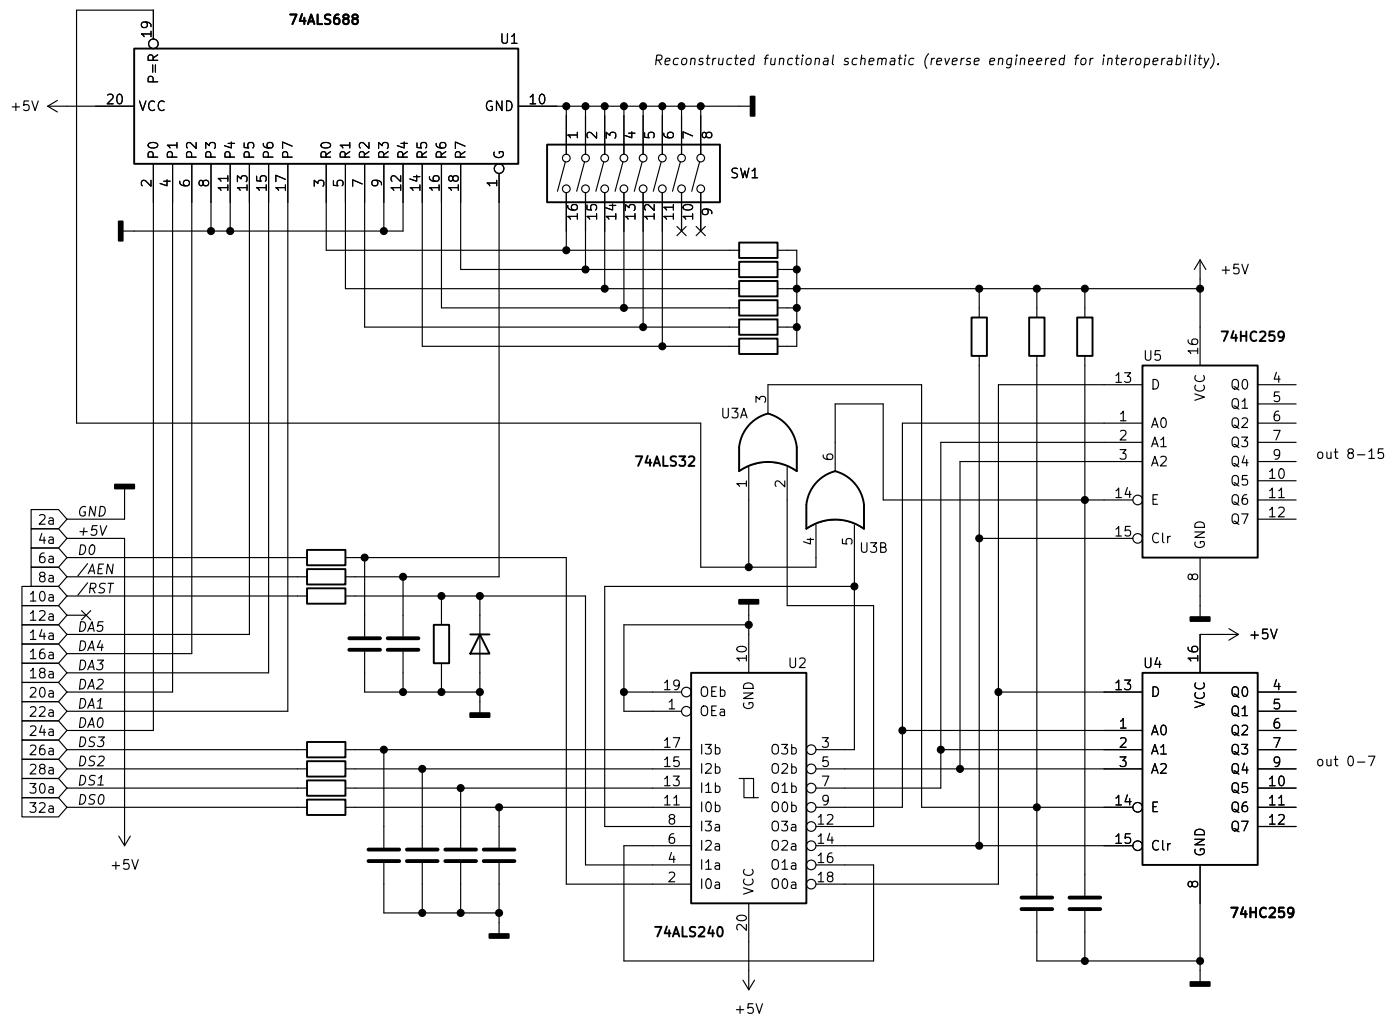 74ALS688
U1
19
P=R
Reconstructed functional schematic (reverse engineered for interoperability).
+5V
20
VCC
GND
10
P0
P1
P2
P3
P4
P5
P6
P7
R0
R1
R2
R3
R4
R5
R6
R7
G
2
4
6
8
11
13
15
17
3
5
7
9
12
14
16
18
1
1
2
3
4
5
6
7
8
SW1
16
15
14
13
12
11
10
9
+5V
74HC259
U5
16
VCC
13 D
1 A0
2 A1
3 A2
14 E
15 Clr
GND
8
Q0 4
Q1 5
Q2 6
Q3 7
Q4 9
Q5 10
Q6 11
Q7 12
out 8-15
U3A
3
1
2
74ALS32
6
4
5
U3B
2a GND
4a +5V
6a D0
8a /AEN
10a /RST
12a
14a DA5
16a DA4
18a DA3
20a DA2
22a DA1
24a DA0
26a DS3
28a DS2
30a DS1
32a DS0
+5V
U2
10
GND
19 OEb
1 OEa
17 I3b
15 I2b
13 I1b
11 I0b
8 I3a
6 I2a
4 I1a
2 I0a
O3b 3
O2b 5
O1b 7
O0b 9
O3a 12
O2a 14
O1a 16
O0a 18
VCC
20
74ALS240
+5V
+5V
U4
16
VCC
13 D
1 A0
2 A1
3 A2
14 E
15 Clr
GND
8
Q0 4
Q1 5
Q2 6
Q3 7
Q4 9
Q5 10
Q6 11
Q7 12
out 0-7
74HC259